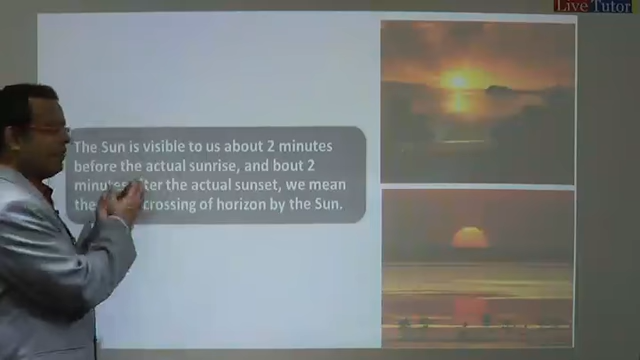 Live Tutor
The Sun is visible to us about 2 minutes
before the actual sunrise, and bout 2
minutes after the actual sunset, we mean
the crossing of horizon by the Sun.